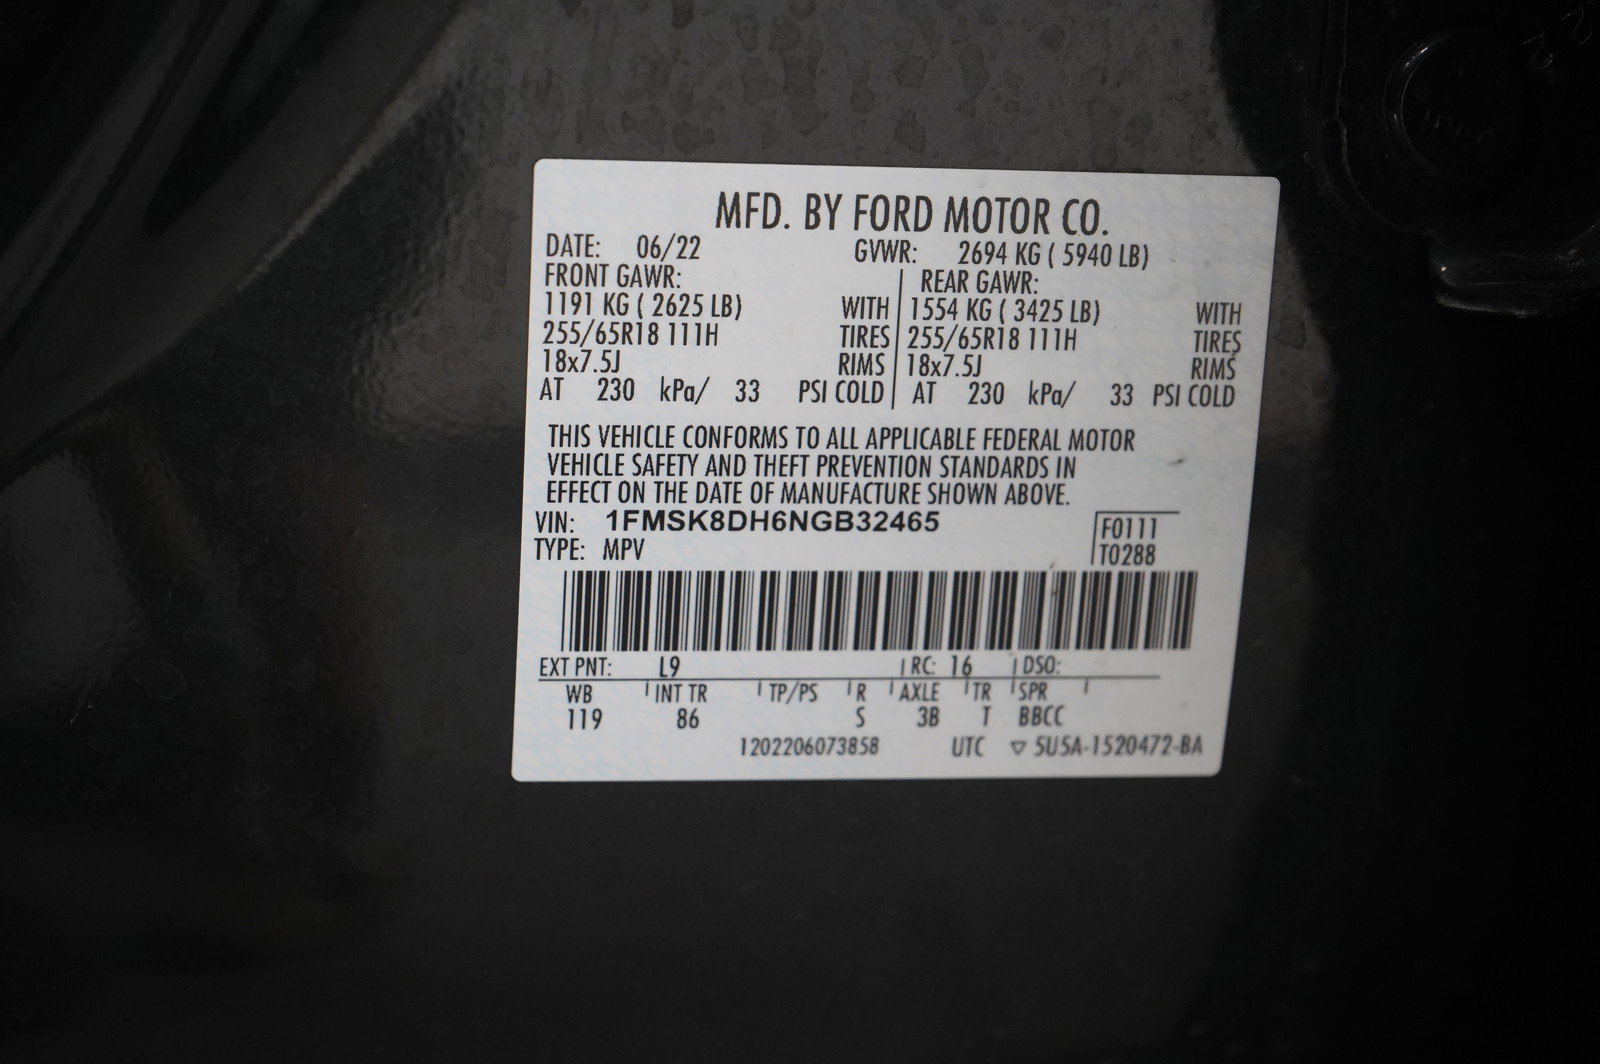 MFD. BY FORD MOTOR CO.
DATE: 06/22 GVWR: 2694 KG ( 5940 LB)
FRONT GAWR: REAR GAWR:
1191 KG ( 2625 LB) WITH 1554 KG ( 3425 LB) WITH
255/65R18 111H TIRES 255/65R18 111H TIRES
18x7.5J RIMS 18x7.5J RIMS
AT 230 kPa/ 33 PSI COLD AT 230 kPa/ 33 PSI COLD
THIS VEHICLE CONFORMS TO ALL APPLICABLE FEDERAL MOTOR
VEHICLE SAFETY AND THEFT PREVENTION STANDARDS IN
EFFECT ON THE DATE OF MANUFACTURE SHOWN ABOVE.
VIN: 1FMSK8DH6NGB32465 F0111
TYPE: MPV T0288
EXT PNT: L9 RC: 16 DSO:
WB INT TR TP/PS R AXLE TR SPR
119 86 S 3B T BBCC
1202206073858 UTC ▽ 5U5A-1520472-BA